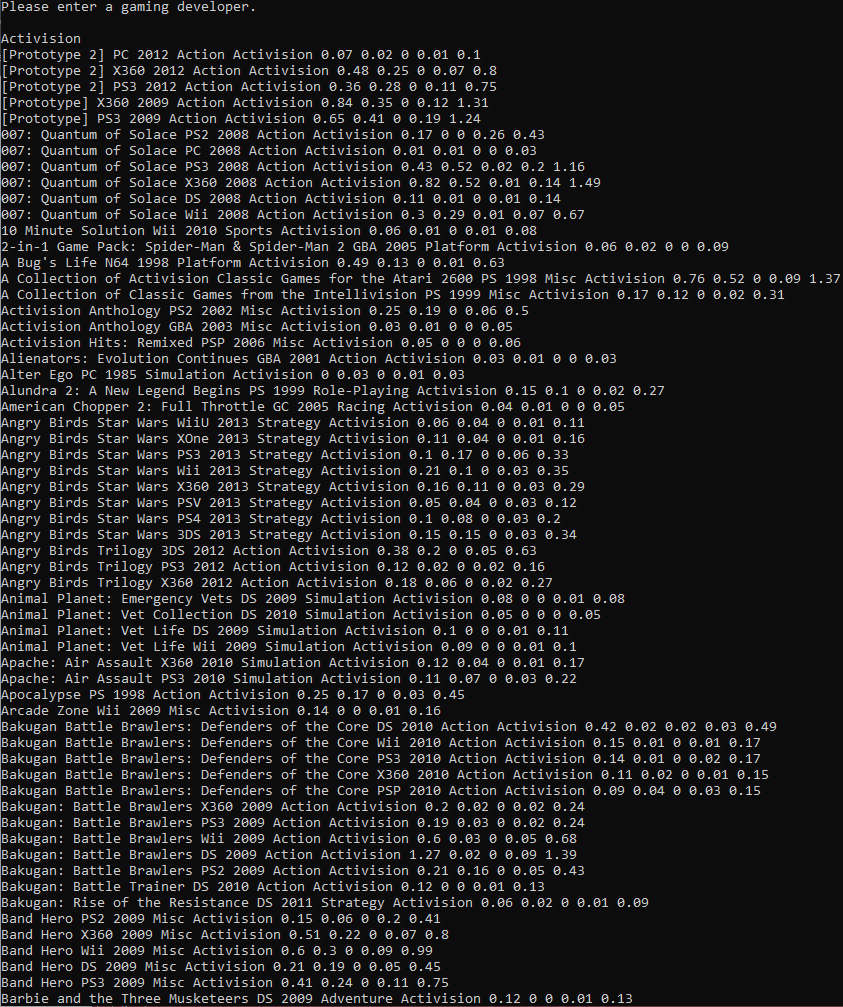 Please enter a gaming developer.
Activision
[Prototype 2] PC 2012 Action Activision 0.07 0.02 0 0.01 0.1
[Prototype 2] X360 2012 Action Activision 0.48 0.25 0 0.07 0.8
[Prototype 2] PS3 2012 Action Activision 0.36 0.28 0 0.11 0.75
[Prototype] X360 2009 Action Activision 0.84 0.35 0 0.12 1.31
[Prototype] PS3 2009 Action Activision 0.65 0.41 0 0.19 1.24
007: Quantum of Solace PS2 2008 Action Activision 0.17 0 0 0.26 0.43
007: Quantum of Solace PC 2008 Action Activision 0.01 0.01 0 0 0.03
007: Quantum of Solace PS3 2008 Action Activision 0.43 0.52 0.02 0.2 1.16
007: Quantum of Solace X360 2008 Action Activision 0.82 0.52 0.01 0.14 1.49
007: Quantum of Solace DS 2008 Action Activision 0.11 0.01 0 0.01 0.14
007: Quantum of Solace Wii 2008 Action Activision 0.3 0.29 0.01 0.07 0.67
10 Minute Solution Wii 2010 Sports Activision 0.06 0.01 0 0.01 0.08
2-in-1 Game Pack: Spider-Man & Spider-Man 2 GBA 2005 Platform Activision 0.06 0.02 0 0 0.09
A Bug's Life N64 1998 Platform Activision 0.49 0.13 0 0.01 0.63
A Collection of Activision Classic Games for the Atari 2600 PS 1998 Misc Activision 0.76 0.52 0 0.09 1.37
A Collection of Classic Games from the Intellivision PS 1999 Misc Activision 0.17 0.12 0 0.02 0.31
Activision Anthology PS2 2002 Misc Activision 0.25 0.19 0 0.06 0.5
Activision Anthology GBA 2003 Misc Activision 0.03 0.01 0 0 0.05
Activision Hits: Remixed PSP 2006 Misc Activision 0.05 0 0 0 0.06
Alienators: Evolution Continues GBA 2001 Action Activision 0.03 0.01 0 0 0.03
Alter Ego PC 1985 Simulation Activision 0 0.03 0 0.01 0.03
Alundra 2: A New Legend Begins PS 1999 Role-Playing Activision 0.15 0.1 0 0.02 0.27
American Chopper 2: Full Throttle GC 2005 Racing Activision 0.04 0.01 0 0 0.05
Angry Birds Star Wars WiiU 2013 Strategy Activision 0.06 0.04 0 0.01 0.11
Angry Birds Star Wars XOne 2013 Strategy Activision 0.11 0.04 0 0.01 0.16
Angry Birds Star Wars PS3 2013 Strategy Activision 0.1 0.17 0 0.06 0.33
Angry Birds Star Wars Wii 2013 Strategy Activision 0.21 0.1 0 0.03 0.35
Angry Birds Star Wars X360 2013 Strategy Activision 0.16 0.11 0 0.03 0.29
Angry Birds Star Wars PSV 2013 Strategy Activision 0.05 0.04 0 0.03 0.12
Angry Birds Star Wars PS4 2013 Strategy Activision 0.1 0.08 0 0.03 0.2
Angry Birds Star Wars 3DS 2013 Strategy Activision 0.15 0.15 0 0.03 0.34
Angry Birds Trilogy 3DS 2012 Action Activision 0.38 0.2 0 0.05 0.63
Angry Birds Trilogy PS3 2012 Action Activision 0.12 0.02 0 0.02 0.16
Angry Birds Trilogy X360 2012 Action Activision 0.18 0.06 0 0.02 0.27
Animal Planet: Emergency Vets DS 2009 Simulation Activision 0.08 0 0 0.01 0.08
Animal Planet: Vet Collection DS 2010 Simulation Activision 0.05 0 0 0 0.05
Animal Planet: Vet Life DS 2009 Simulation Activision 0.1 0 0 0.01 0.11
Animal Planet: Vet Life Wii 2009 Simulation Activision 0.09 0 0 0.01 0.1
Apache: Air Assault X360 2010 Simulation Activision 0.12 0.04 0 0.01 0.17
Apache: Air Assault PS3 2010 Simulation Activision 0.11 0.07 0 0.03 0.22
Apocalypse PS 1998 Action Activision 0.25 0.17 0 0.03 0.45
Arcade Zone Wii 2009 Misc Activision 0.14 0 0 0.01 0.16
Bakugan Battle Brawlers: Defenders of the Core DS 2010 Action Activision 0.42 0.02 0.02 0.03 0.49
Bakugan Battle Brawlers: Defenders of the Core Wii 2010 Action Activision 0.15 0.01 0 0.01 0.17
Bakugan Battle Brawlers: Defenders of the Core PS3 2010 Action Activision 0.14 0.01 0 0.02 0.17
Bakugan Battle Brawlers: Defenders of the Core X360 2010 Action Activision 0.11 0.02 0 0.01 0.15
Bakugan Battle Brawlers: Defenders of the Core PSP 2010 Action Activision 0.09 0.04 0 0.03 0.15
Bakugan: Battle Brawlers X360 2009 Action Activision 0.2 0.02 0 0.02 0.24
Bakugan: Battle Brawlers PS3 2009 Action Activision 0.19 0.03 0 0.02 0.24
Bakugan: Battle Brawlers Wii 2009 Action Activision 0.6 0.03 0 0.05 0.68
Bakugan: Battle Brawlers DS 2009 Action Activision 1.27 0.02 0 0.09 1.39
Bakugan: Battle Brawlers PS2 2009 Action Activision 0.21 0.16 0 0.05 0.43
Bakugan: Battle Trainer DS 2010 Action Activision 0.12 0 0 0.01 0.13
Bakugan: Rise of the Resistance DS 2011 Strategy Activision 0.06 0.02 0 0.01 0.09
Band Hero PS2 2009 Misc Activision 0.15 0.06 0 0.2 0.41
Band Hero X360 2009 Misc Activision 0.51 0.22 0 0.07 0.8
Band Hero Wii 2009 Misc Activision 0.6 0.3 0 0.09 0.99
Band Hero DS 2009 Misc Activision 0.21 0.19 0 0.05 0.45
Band Hero PS3 2009 Misc Activision 0.41 0.24 0 0.11 0.75
Barbie and the Three Musketeers DS 2009 Adventure Activision 0.12 0 0 0.01 0.13